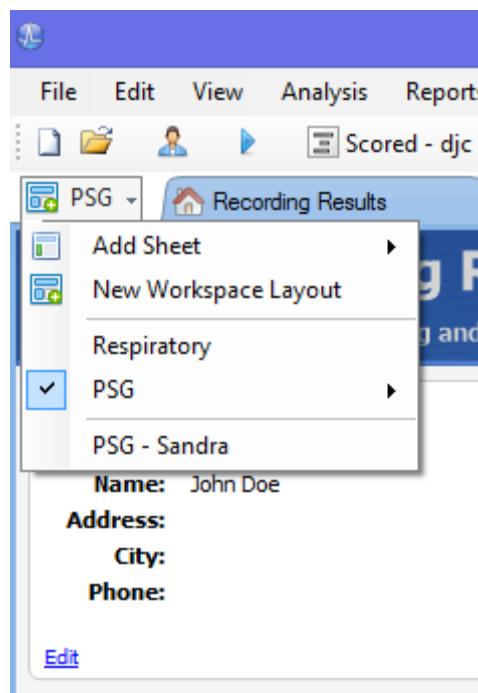 File Edit View Analysis Reports
Scored - djc
PSG Recording Results
Add Sheet
New Workspace Layout
Respiratory
PSG
PSG - Sandra
Name: John Doe
Address:
City:
Phone:
Edit